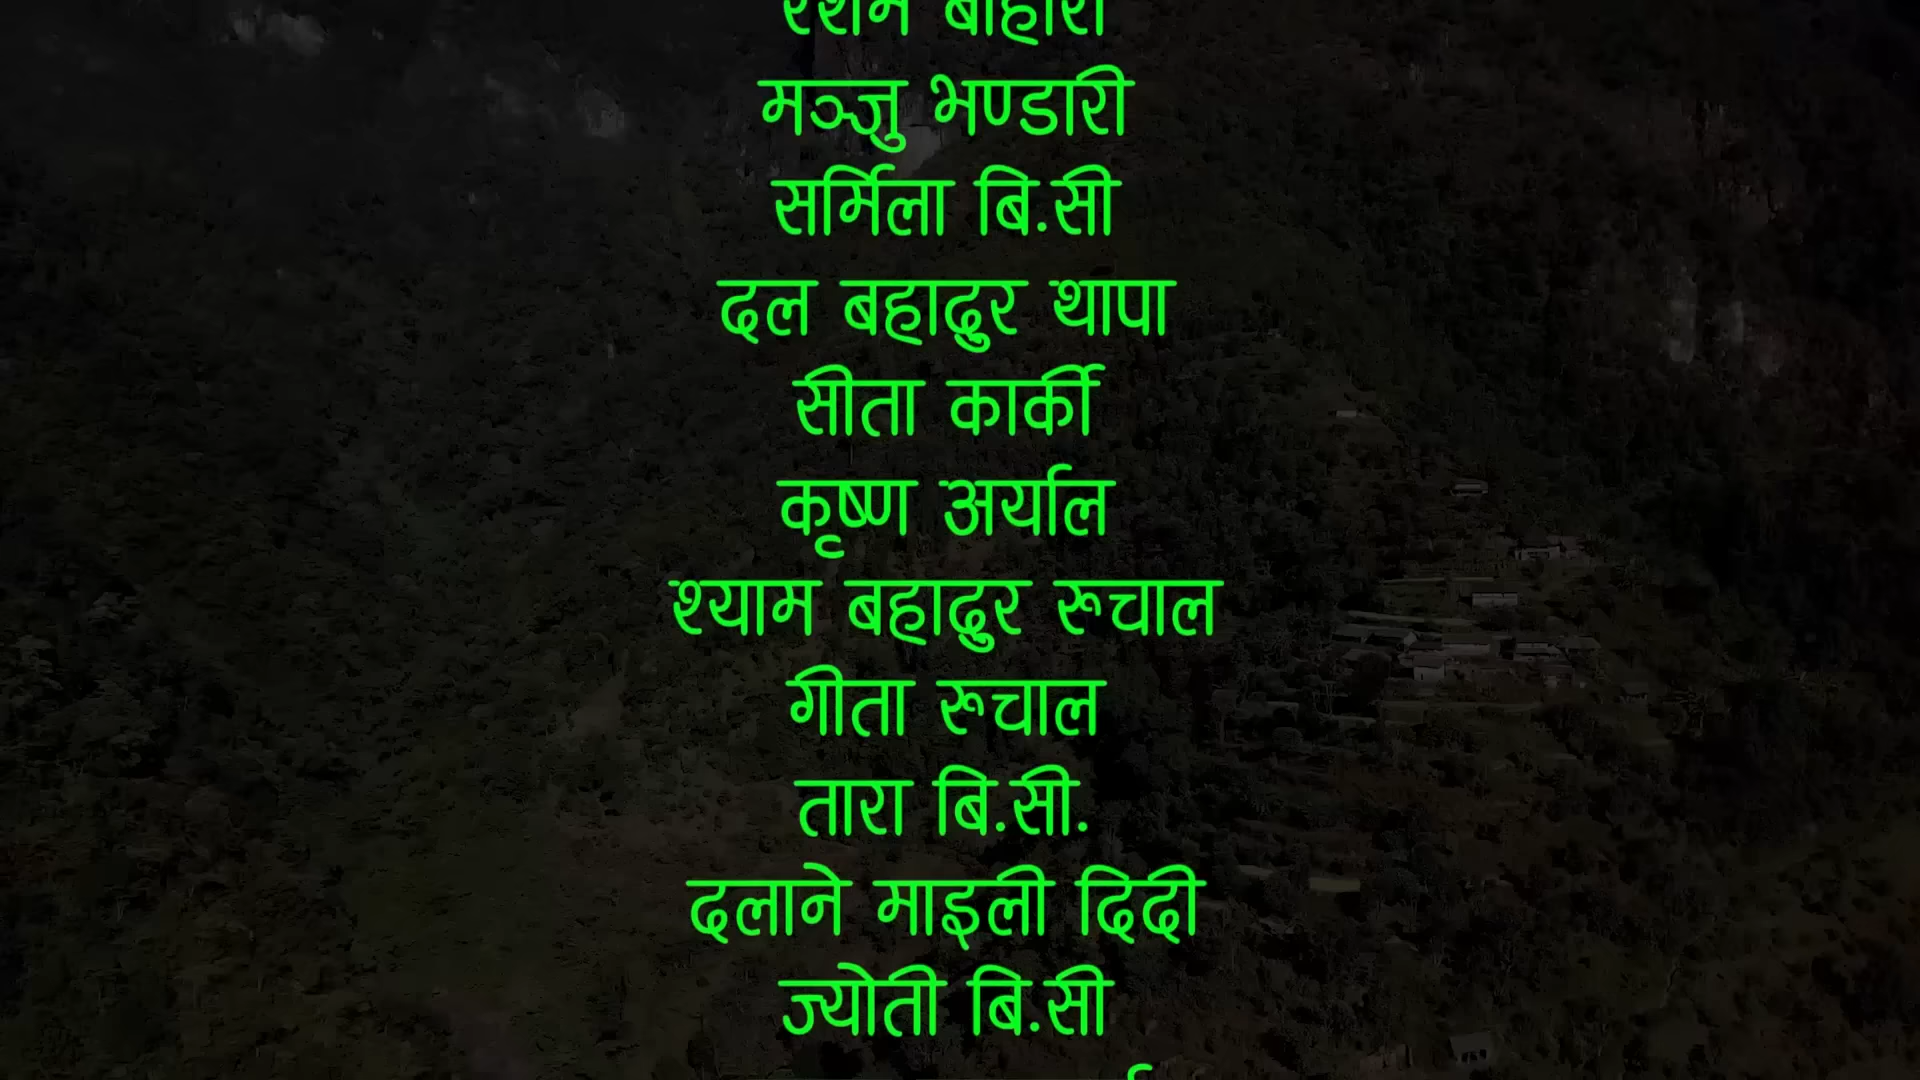 मञ्जु भण्डारी
सर्मिला बि.सी
दल बहादुर थापा
सीता कार्की
कृष्ण अर्याल
श्याम बहादुर रूचाल
गीता रूचाल
तारा बि.सी.
दलाने माइली दिदी
ज्योती बि.सी